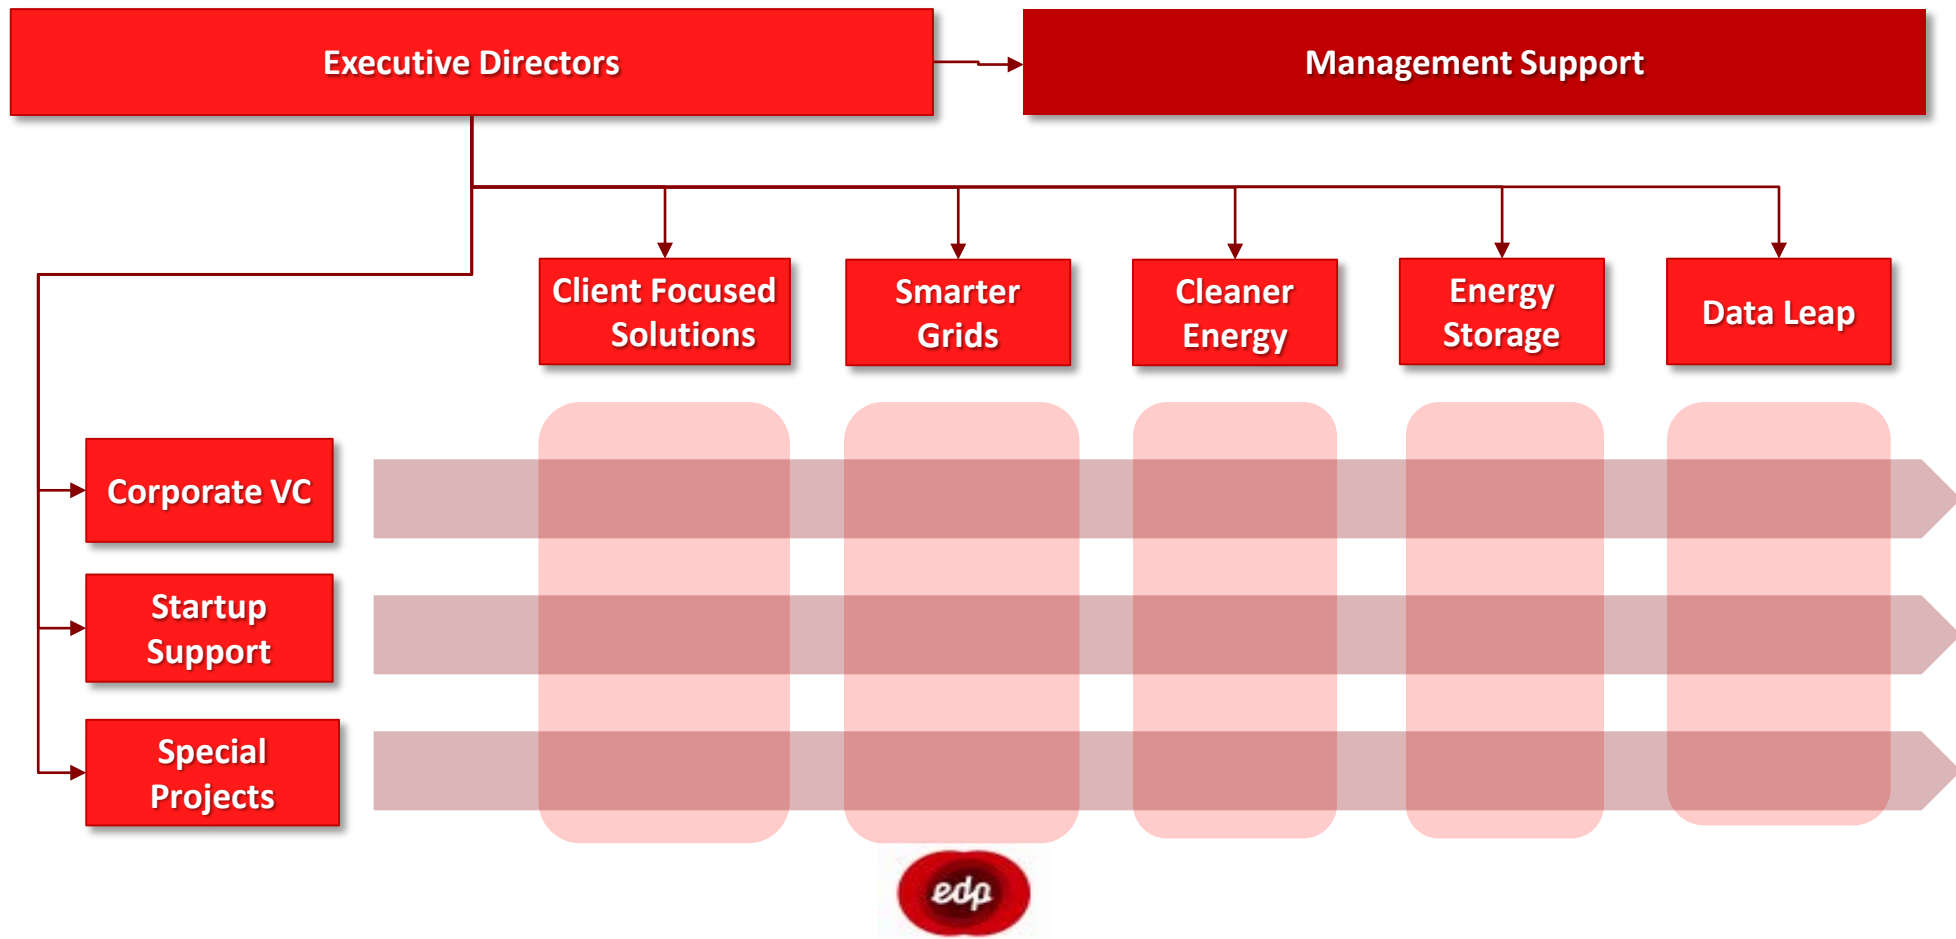 Executive Directors
Management Support
Client Focused
Solutions
Smarter
Grids
Cleaner
Energy
Energy
Storage
Data Leap
Corporate VC
Startup
Support
Special
Projects
edp